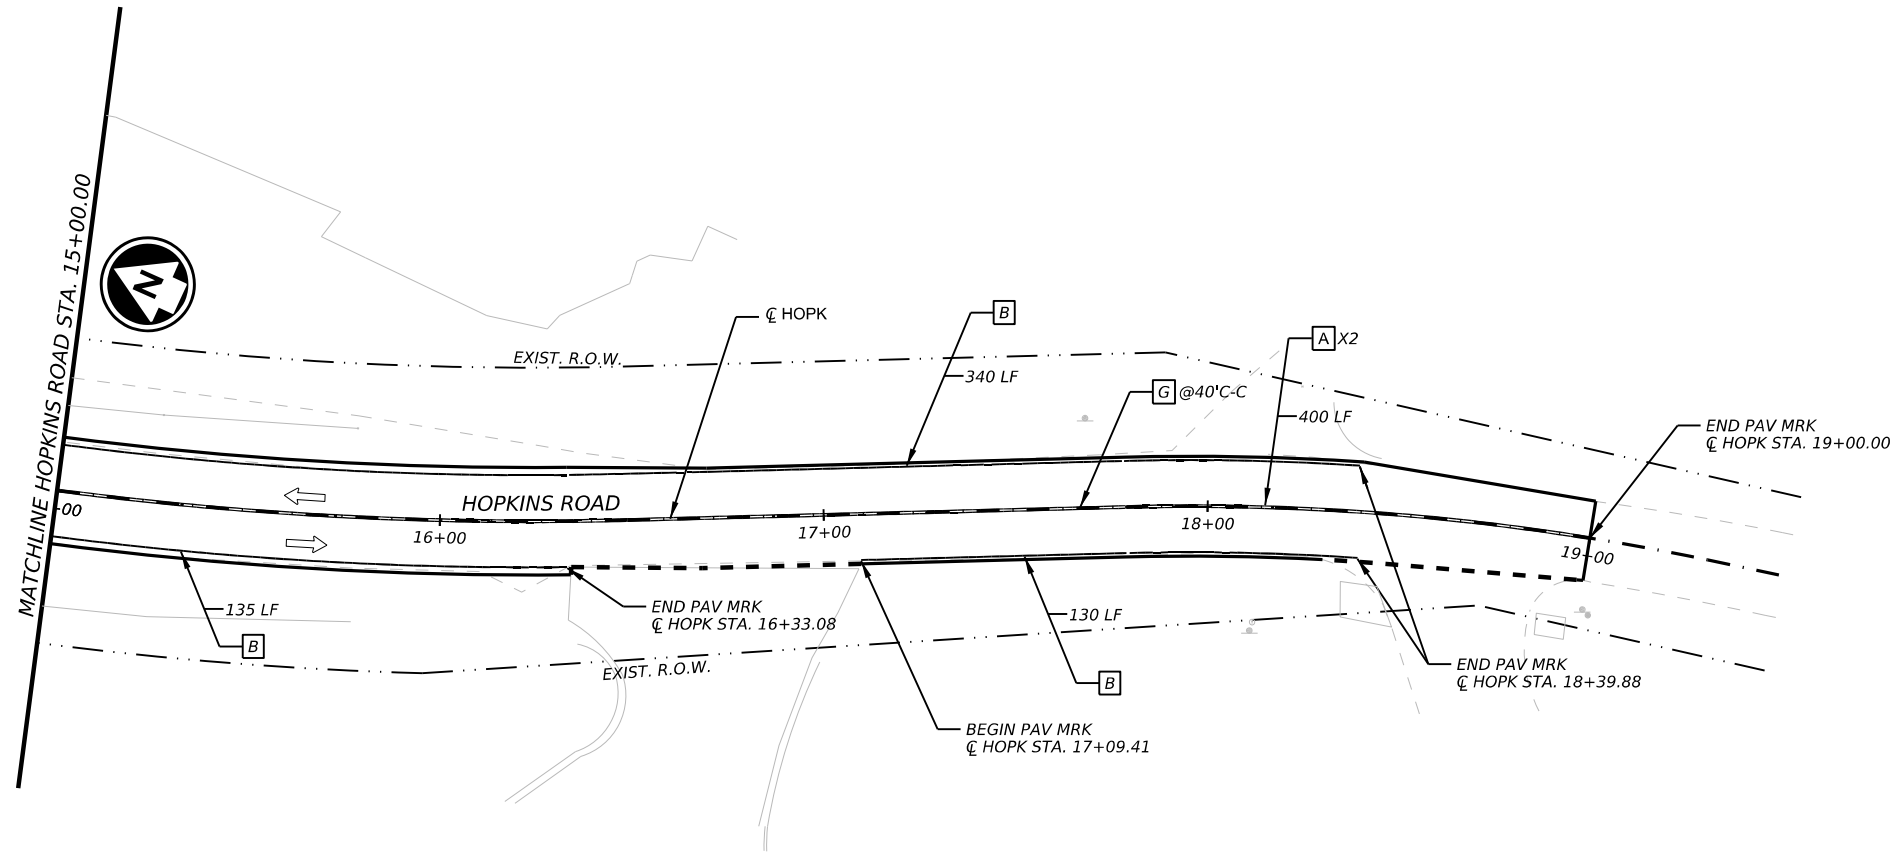 MATCHLINE HOPKINS ROAD STA. 15+00.00
N
EXIST. R.O.W.
℄ HOPK
B
340 LF
A X2
G @40'C-C
400 LF
END PAV MRK
℄ HOPK STA. 19+00.00
HOPKINS ROAD
-00
16+00
17+00
18+00
19+00
135 LF
B
END PAV MRK
℄ HOPK STA. 16+33.08
EXIST. R.O.W.
130 LF
B
BEGIN PAV MRK
℄ HOPK STA. 17+09.41
END PAV MRK
℄ HOPK STA. 18+39.88